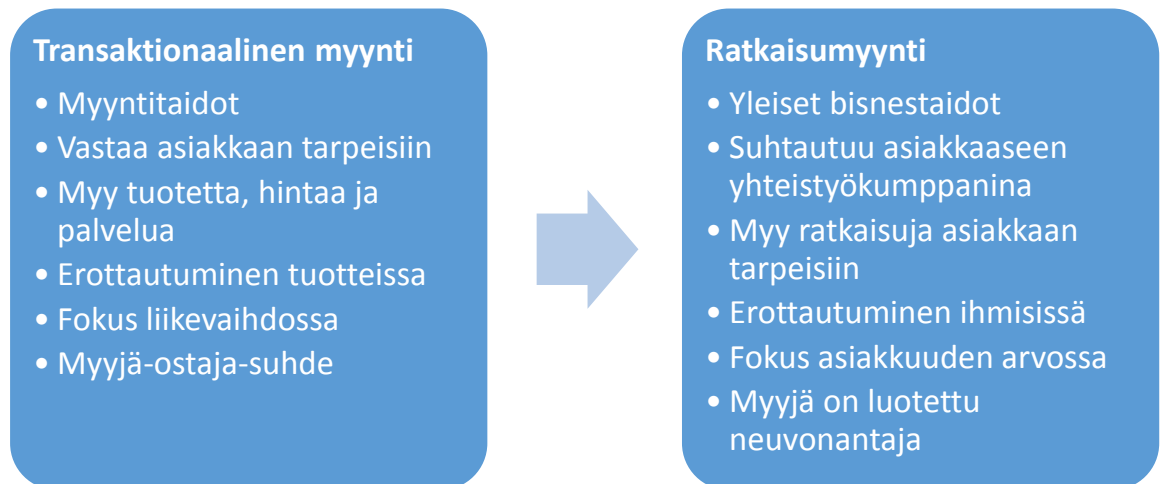 Transaktionaalinen myynti
• Myyntitaidot
• Vastaa asiakkaan tarpeisiin
• Myy tuotetta, hintaa ja
palvelua
• Erottautuminen tuotteissa
• Fokus liikevaihdossa
• Myyjä-ostaja-suhde
Ratkaisumyynti
• Yleiset bisnestaidot
• Suhtautuu asiakkaaseen
yhteistyökumppanina
• Myy ratkaisuja asiakkaan
tarpeisiin
• Erottautuminen ihmisissä
• Fokus asiakkuuden arvossa
• Myyjä on luotettu
neuvonantaja